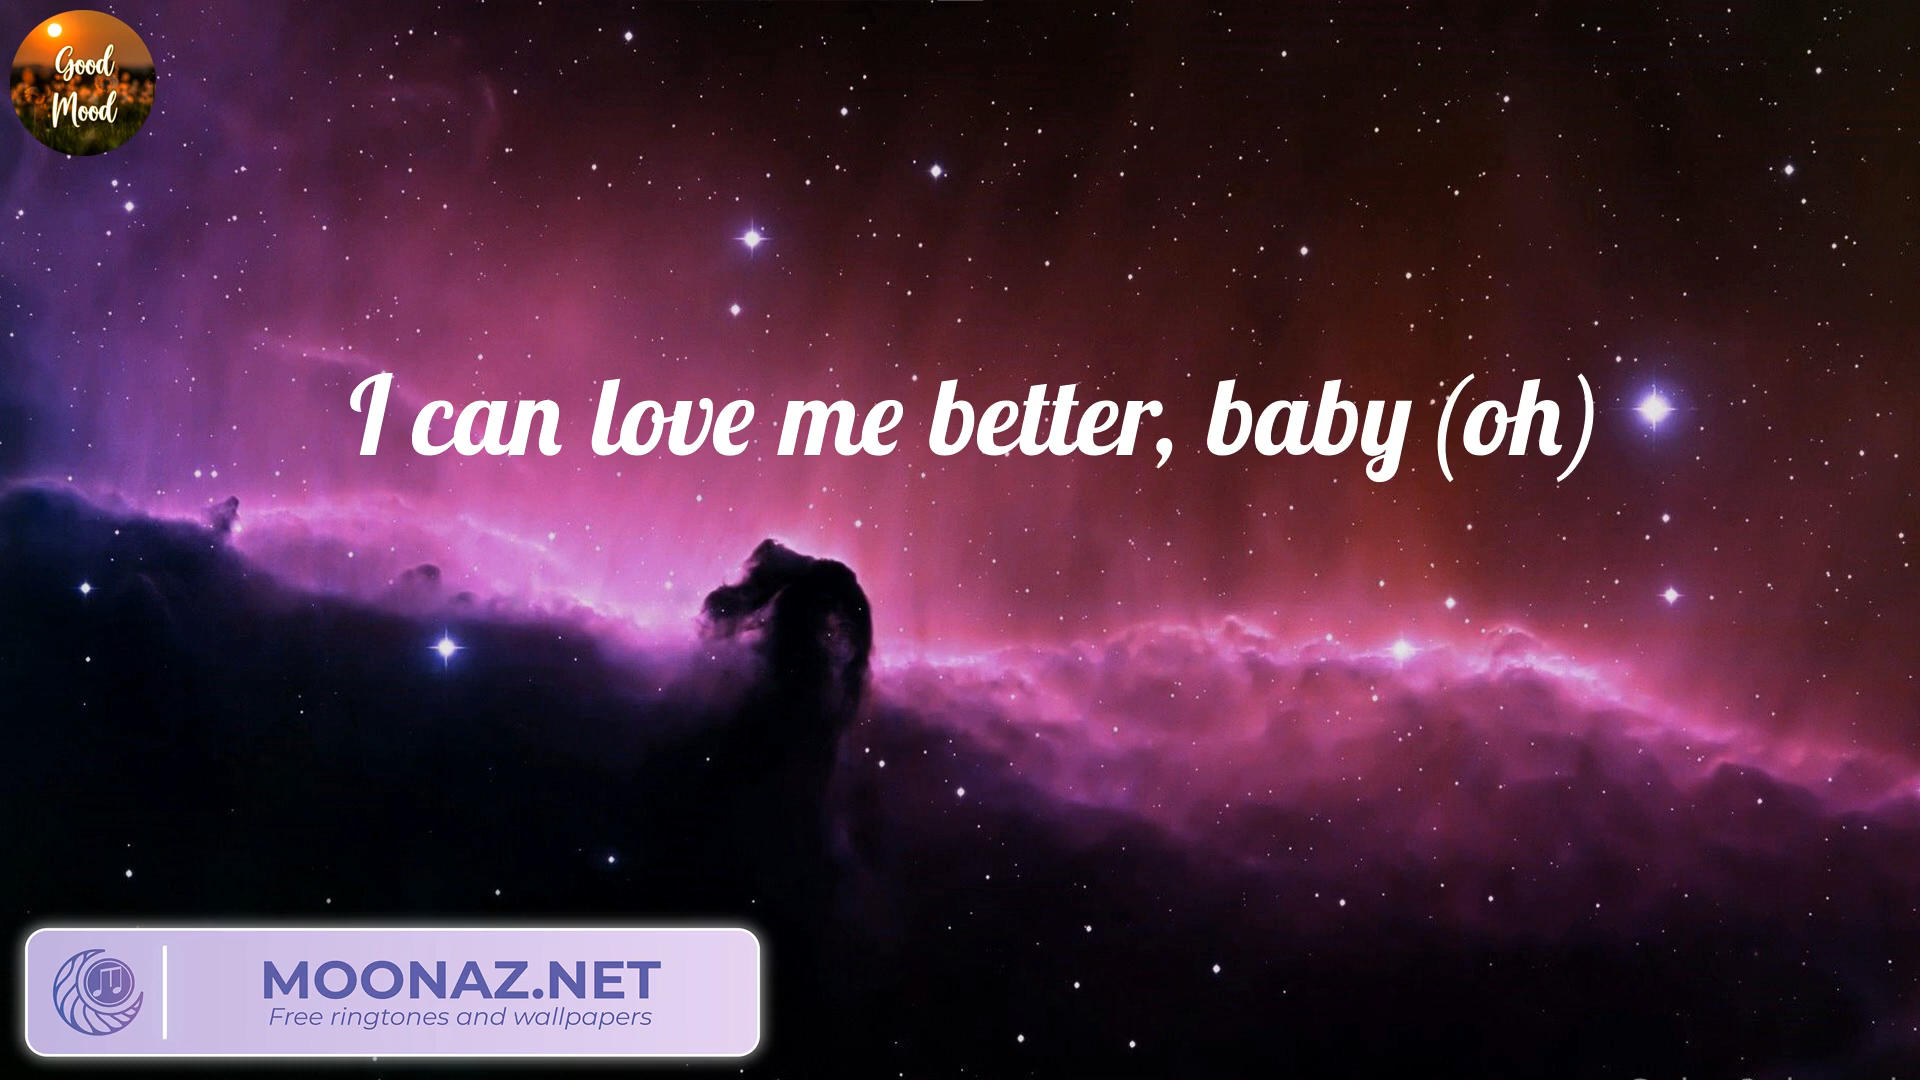 Good
Mood
I can love me better, baby (oh)
MOONAZ.NET
Free ringtones and wallpapers